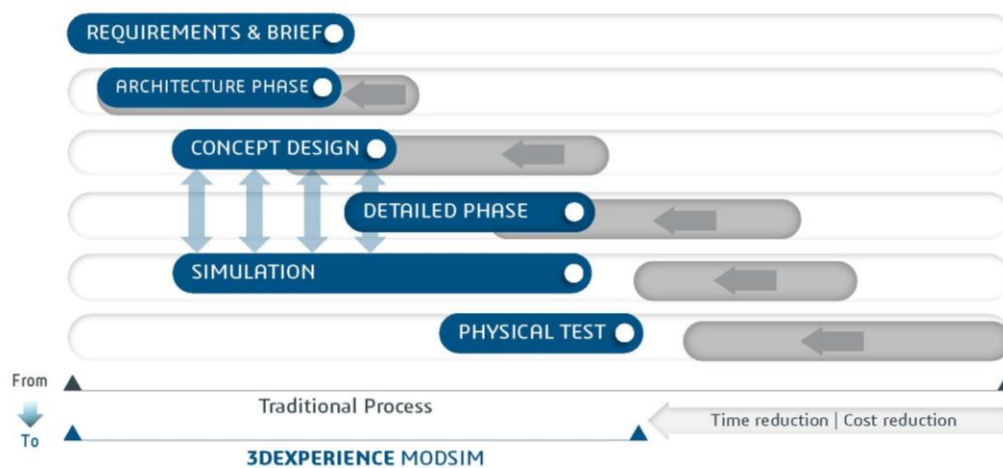 REQUIREMENTS & BRIEF
ARCHITECTURE PHASE
CONCEPT DESIGN
DETAILED PHASE
SIMULATION
PHYSICAL TEST
From
Traditional Process
Time reduction | Cost reduction
To
3DEXPERIENCE MODSIM